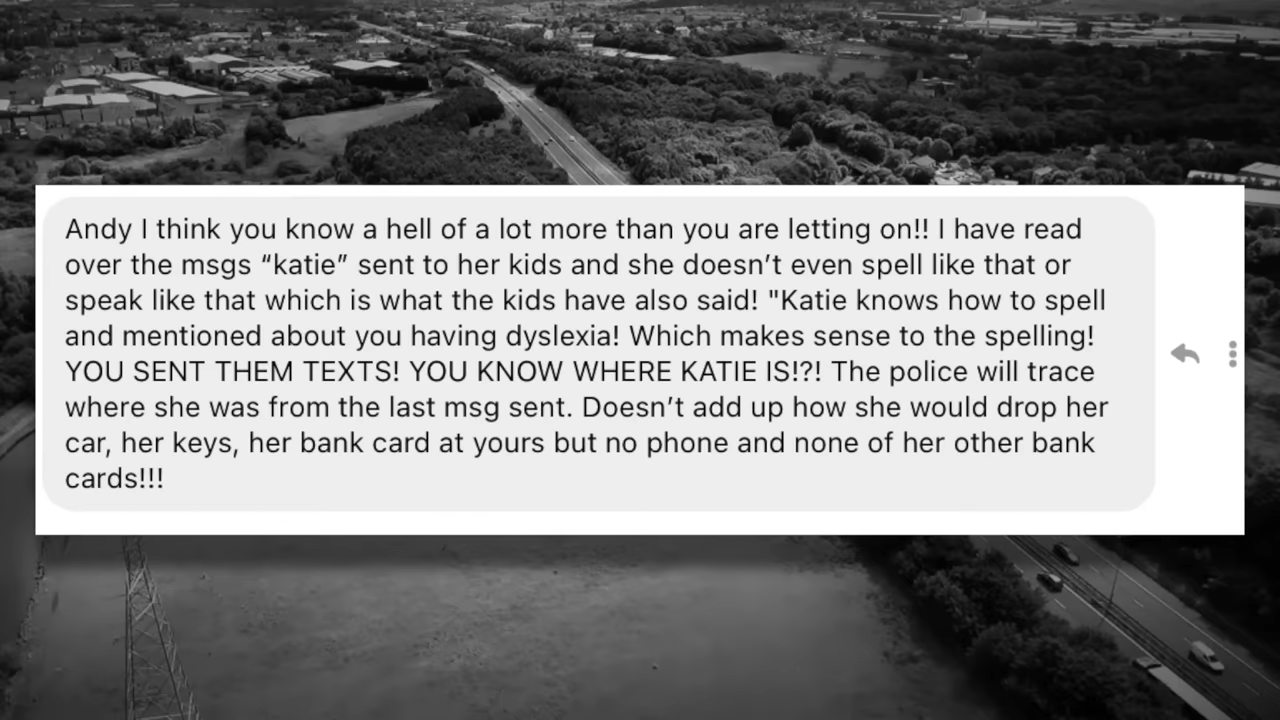 Andy I think you know a hell of a lot more than you are letting on!! I have read
over the msgs “katie” sent to her kids and she doesn’t even spell like that or
speak like that which is what the kids have also said! "Katie knows how to spell
and mentioned about you having dyslexia! Which makes sense to the spelling!
YOU SENT THEM TEXTS! YOU KNOW WHERE KATIE IS!?! The police will trace
where she was from the last msg sent. Doesn’t add up how she would drop her
car, her keys, her bank card at yours but no phone and none of her other bank
cards!!!